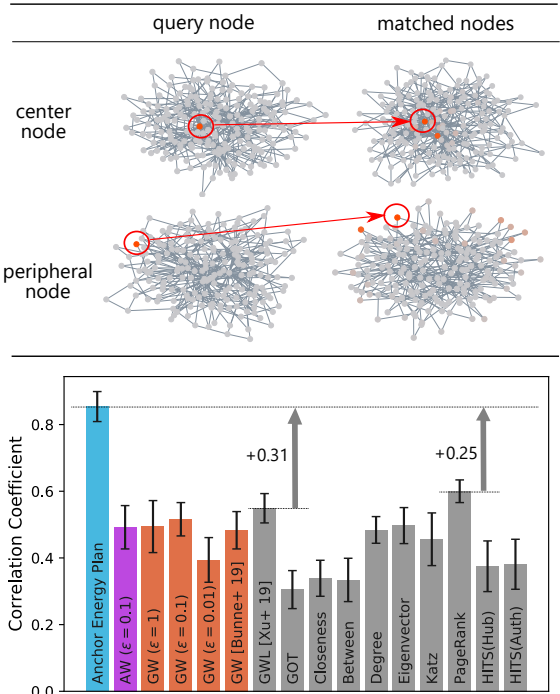 query node
matched nodes
center
node
peripheral
node
Correlation Coefficient
0.8
0.6
0.4
0.2
0.0
+0.31
+0.25
Anchor Energy Plan
AW (ε = 0.1)
GW (ε = 1)
GW (ε = 0.1)
GW (ε = 0.01)
GW [Bunne+ 19]
GWL [Xu+ 19]
GOT
Closeness
Between
Degree
Eigenvector
Katz
PageRank
HITS(Hub)
HITS(Auth)